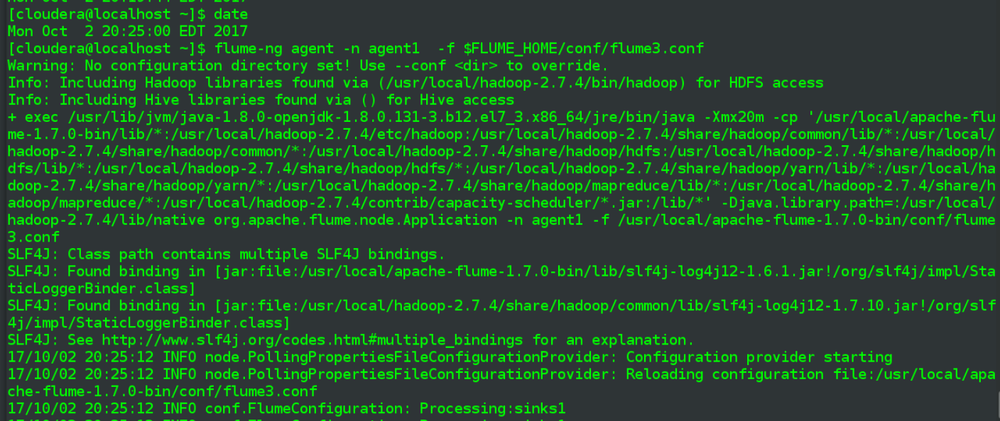 [cloudera@localhost ~]$ date
Mon Oct  2 20:25:00 EDT 2017
[cloudera@localhost ~]$ flume-ng agent -n agent1  -f $FLUME_HOME/conf/flume3.conf
Warning: No configuration directory set! Use --conf <dir> to override.
Info: Including Hadoop libraries found via (/usr/local/hadoop-2.7.4/bin/hadoop) for HDFS access
Info: Including Hive libraries found via () for Hive access
+ exec /usr/lib/jvm/java-1.8.0-openjdk-1.8.0.131-3.b12.el7_3.x86_64/jre/bin/java -Xmx20m -cp '/usr/local/apache-flu
me-1.7.0-bin/lib/*:/usr/local/hadoop-2.7.4/etc/hadoop:/usr/local/hadoop-2.7.4/share/hadoop/common/lib/*:/usr/local/
hadoop-2.7.4/share/hadoop/common/*:/usr/local/hadoop-2.7.4/share/hadoop/hdfs:/usr/local/hadoop-2.7.4/share/hadoop/h
dfs/lib/*:/usr/local/hadoop-2.7.4/share/hadoop/hdfs/*:/usr/local/hadoop-2.7.4/share/hadoop/yarn/lib/*:/usr/local/ha
doop-2.7.4/share/hadoop/yarn/*:/usr/local/hadoop-2.7.4/share/hadoop/mapreduce/lib/*:/usr/local/hadoop-2.7.4/share/h
adoop/mapreduce/*:/usr/local/hadoop-2.7.4/contrib/capacity-scheduler/*.jar:/lib/*' -Djava.library.path=:/usr/local/
hadoop-2.7.4/lib/native org.apache.flume.node.Application -n agent1 -f /usr/local/apache-flume-1.7.0-bin/conf/flume
3.conf
SLF4J: Class path contains multiple SLF4J bindings.
SLF4J: Found binding in [jar:file:/usr/local/apache-flume-1.7.0-bin/lib/slf4j-log4j12-1.6.1.jar!/org/slf4j/impl/Sta
ticLoggerBinder.class]
SLF4J: Found binding in [jar:file:/usr/local/hadoop-2.7.4/share/hadoop/common/lib/slf4j-log4j12-1.7.10.jar!/org/slf
4j/impl/StaticLoggerBinder.class]
SLF4J: See http://www.slf4j.org/codes.html#multiple_bindings for an explanation.
17/10/02 20:25:12 INFO node.PollingPropertiesFileConfigurationProvider: Configuration provider starting
17/10/02 20:25:12 INFO node.PollingPropertiesFileConfigurationProvider: Reloading configuration file:/usr/local/apa
che-flume-1.7.0-bin/conf/flume3.conf
17/10/02 20:25:12 INFO conf.FlumeConfiguration: Processing:sinks1